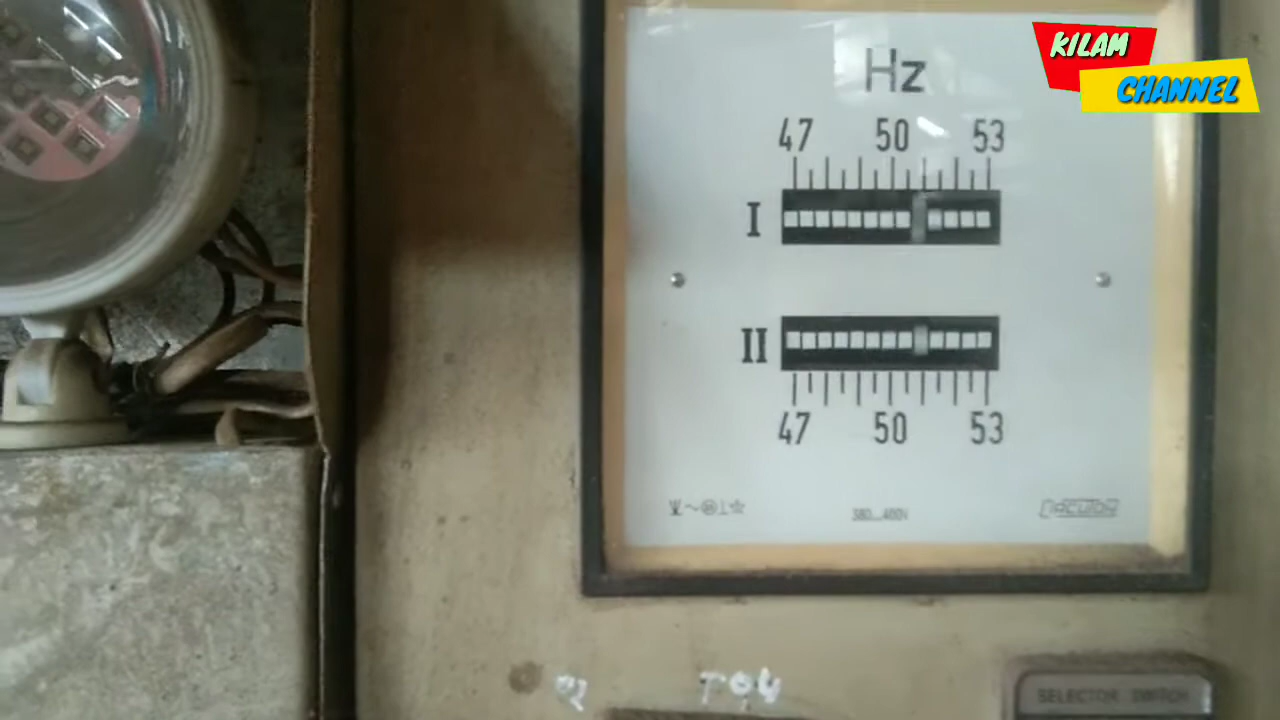 KILAM
CHANNEL
Hz
47 50 53
I
II
47 50 53
380...400V
SELECTOR SWITCH